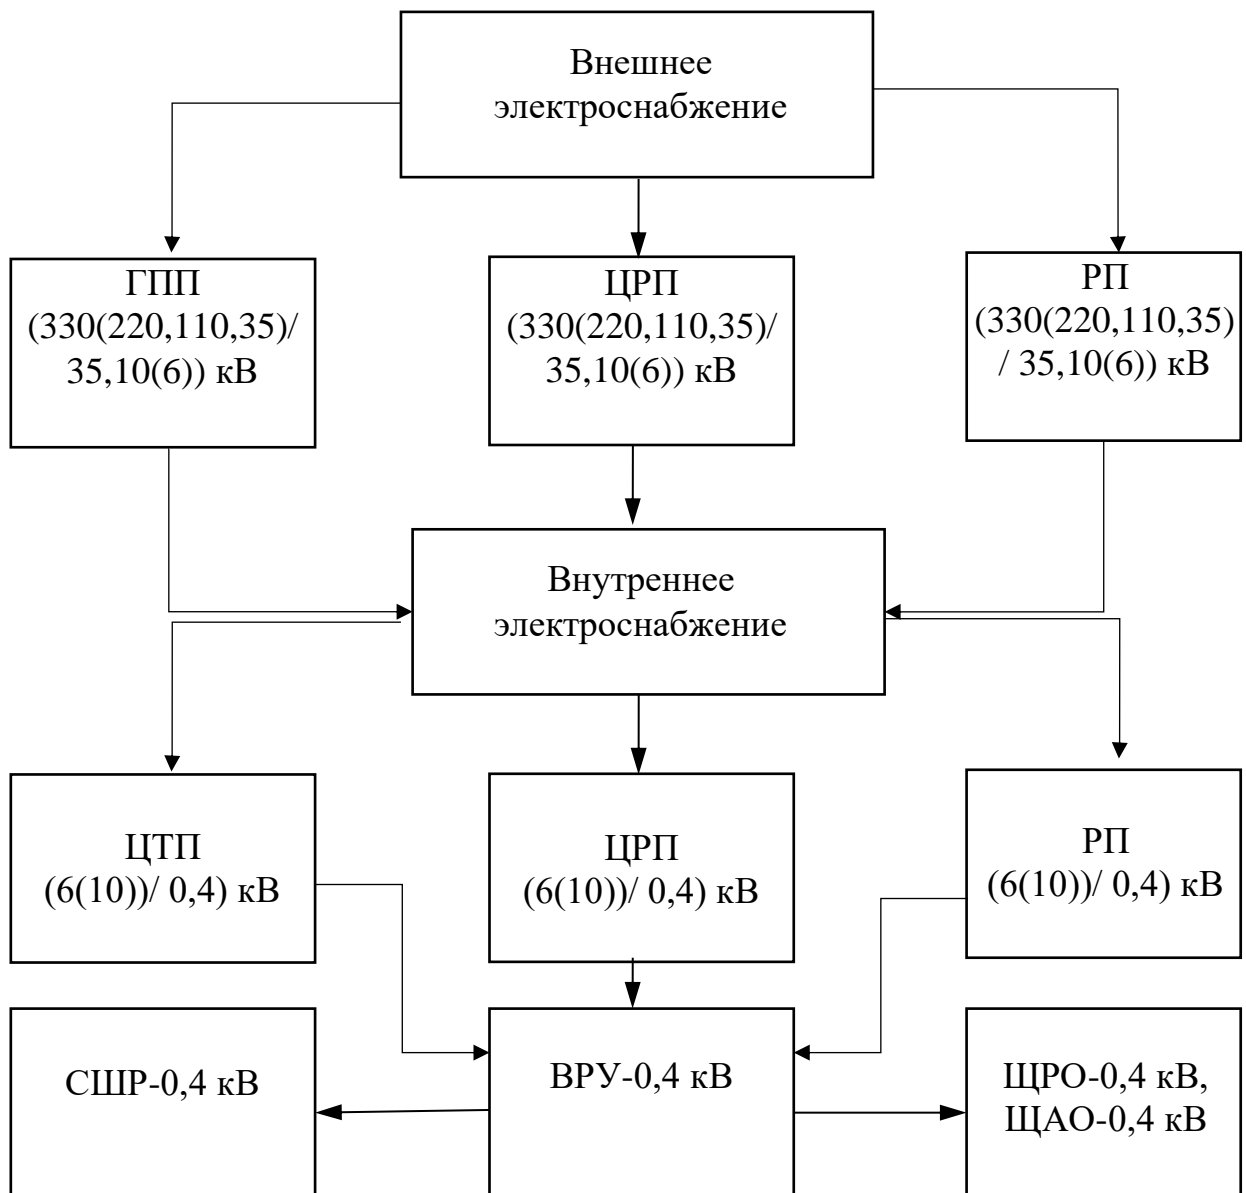 Внешнее
электроснабжение
ГПП
(330(220,110,35)/
35,10(6)) кВ
ЦРП
(330(220,110,35)/
35,10(6)) кВ
РП
(330(220,110,35)
/ 35,10(6)) кВ
Внутреннее
электроснабжение
ЦТП
(6(10))/ 0,4) кВ
ЦРП
(6(10))/ 0,4) кВ
РП
(6(10))/ 0,4) кВ
СШР-0,4 кВ
ВРУ-0,4 кВ
ЩРО-0,4 кВ,
ЩАО-0,4 кВ